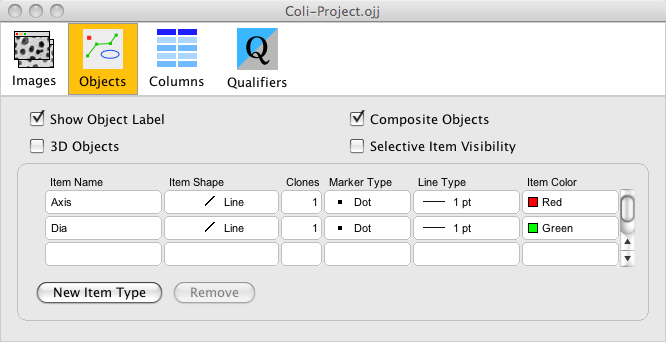 Coli-Project.ojj
Images Objects Columns Q Qualifiers
Show Object Label Composite Objects
3D Objects Selective Item Visibility
Item Name Item Shape Clones Marker Type Line Type Item Color
Axis Line 1 Dot 1 pt Red
Dia Line 1 Dot 1 pt Green
New Item Type Remove